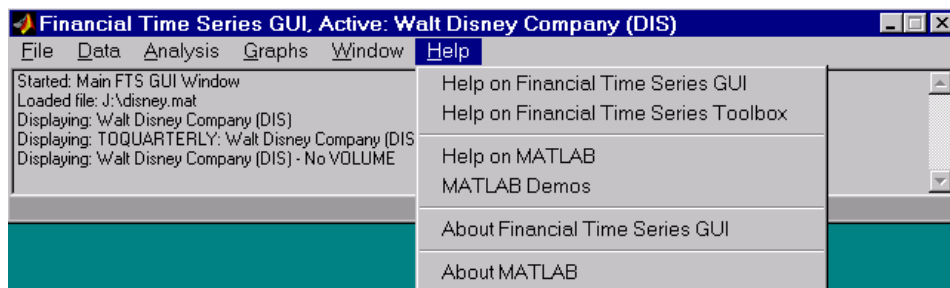 Financial Time Series GUI, Active: Walt Disney Company (DIS)
File Data Analysis Graphs Window Help
Started: Main FTS GUI Window
Loaded file: J:\disney.mat
Displaying: Walt Disney Company (DIS)
Displaying: TOQUARTERLY: Walt Disney Company (DIS
Displaying: Walt Disney Company (DIS) - No VOLUME
Help on Financial Time Series GUI
Help on Financial Time Series Toolbox
Help on MATLAB
MATLAB Demos
About Financial Time Series GUI
About MATLAB